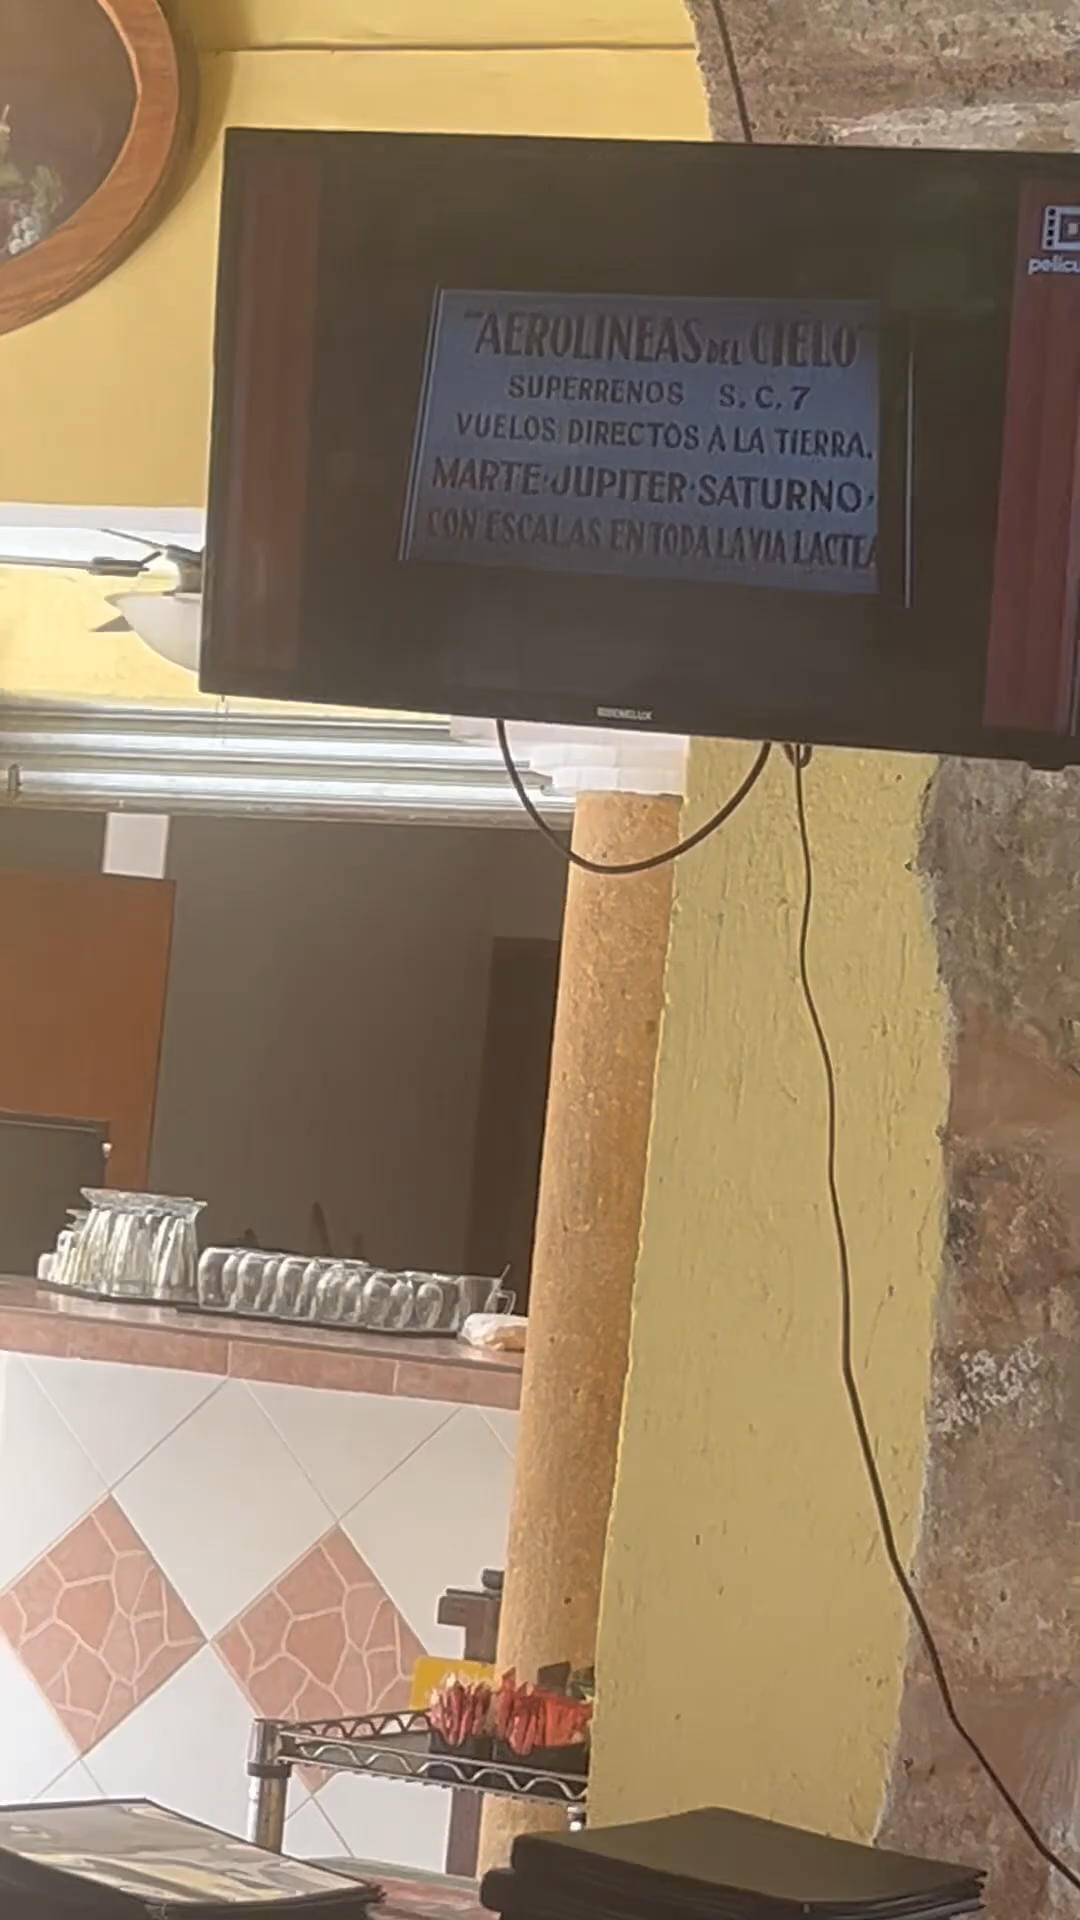 "AEROLINEAS DEL CIELO"
SUPERRENOS S.C.7
VUELOS DIRECTOS A LA TIERRA.
MARTE·JUPITER·SATURNO·
CON ESCALAS EN TODA LA VIA LACTEA
pelícu